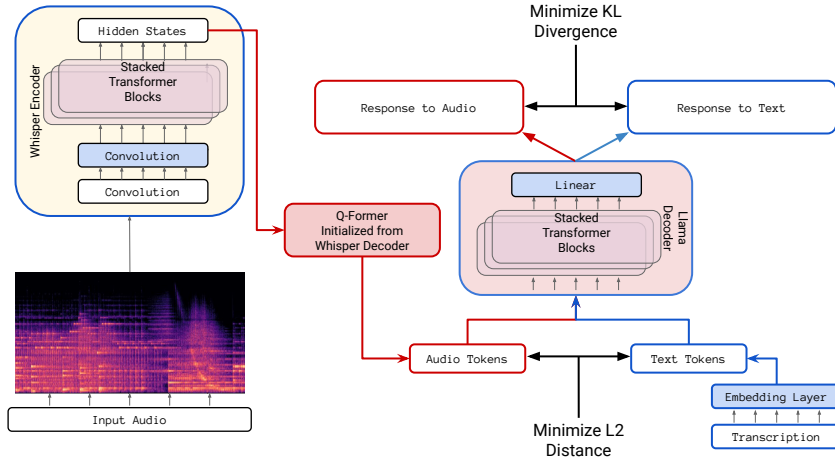 Hidden States
Stacked
Transformer
Blocks
Whisper Encoder
Convolution
Convolution
Input Audio
Q-Former
Initialized from
Whisper Decoder
Minimize KL
Divergence
Response to Audio
Response to Text
Linear
Stacked
Transformer
Blocks
Llama
Decoder
Audio Tokens
Text Tokens
Minimize L2
Distance
Embedding Layer
Transcription